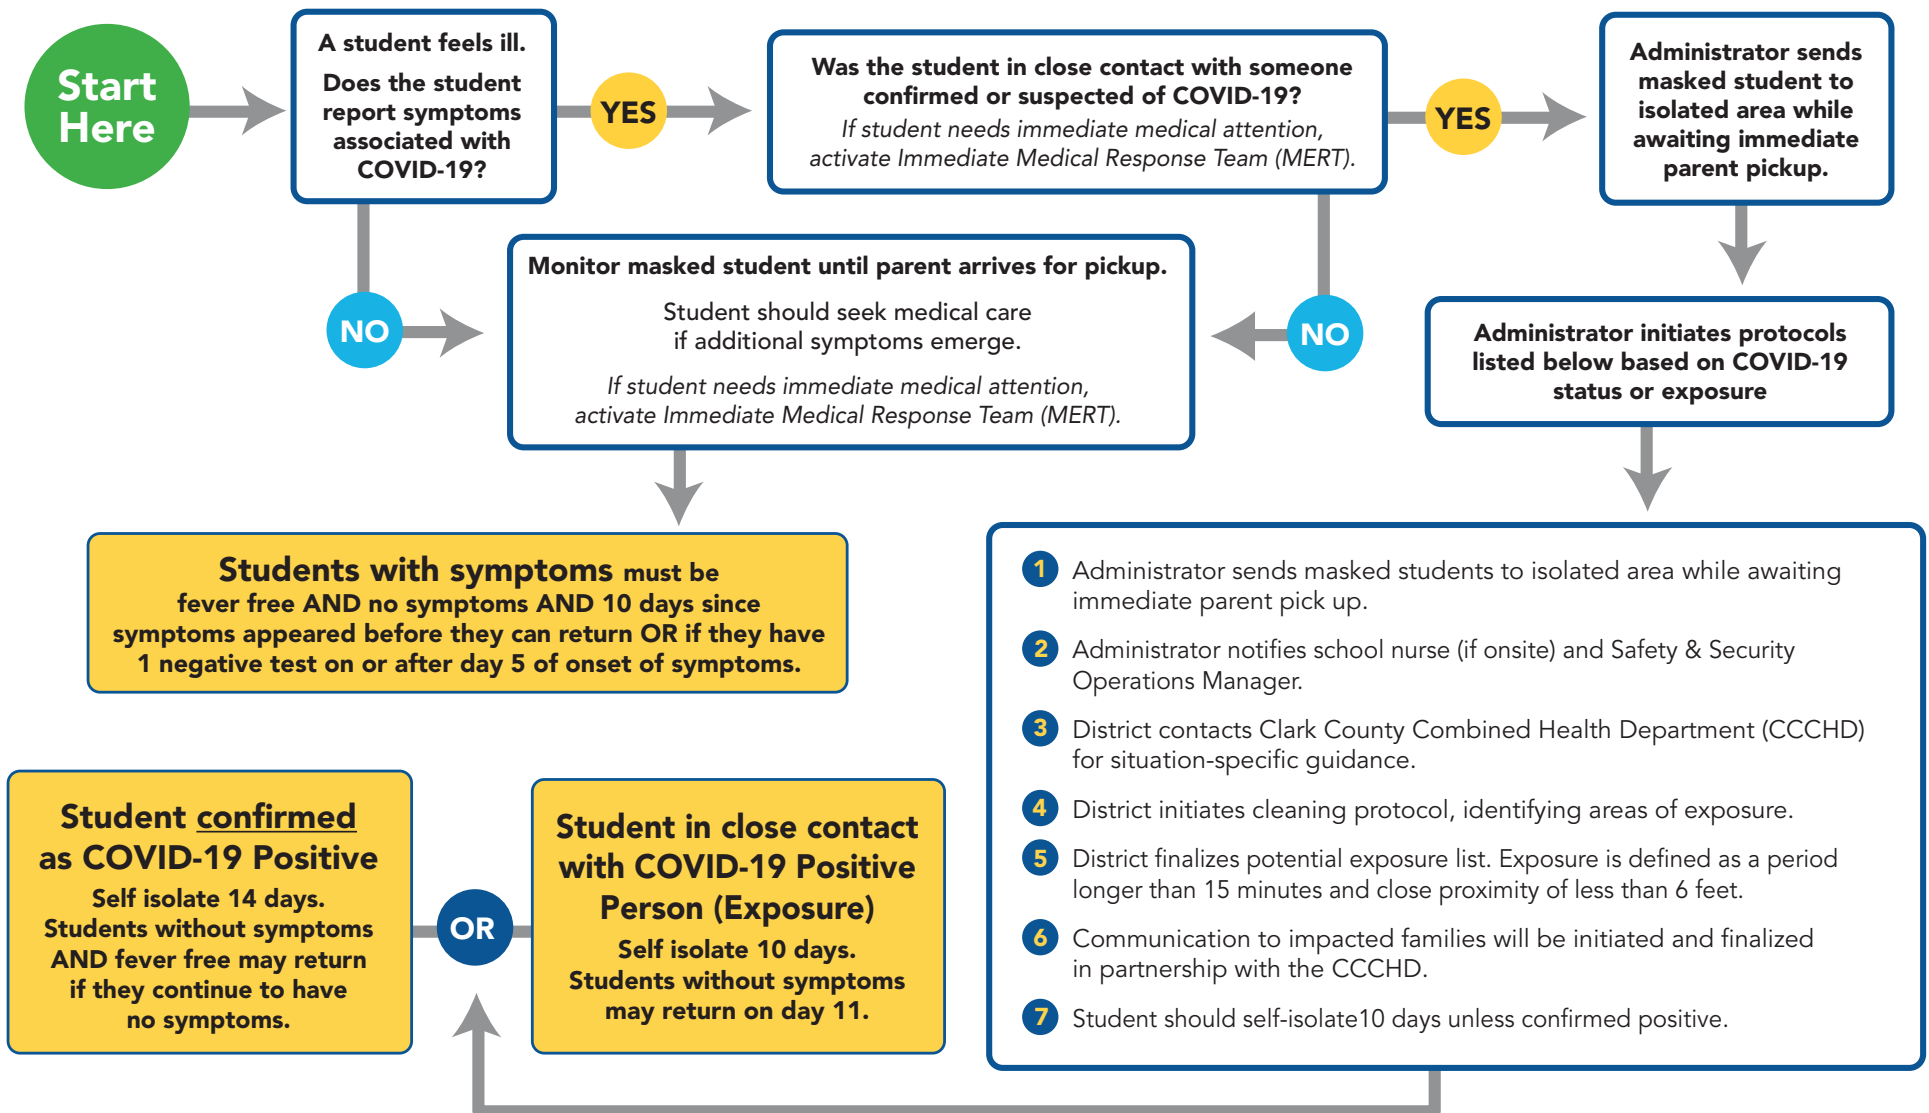 Start
Here
A student feels ill.
Does the student
report symptoms
associated with
COVID-19?
YES
Was the student in close contact with someone
confirmed or suspected of COVID-19?
If student needs immediate medical attention,
activate Immediate Medical Response Team (MERT).
YES
Administrator sends
masked student to
isolated area while
awaiting immediate
parent pickup.
NO
Monitor masked student until parent arrives for pickup.
Student should seek medical care
if additional symptoms emerge.
If student needs immediate medical attention,
activate Immediate Medical Response Team (MERT).
NO
Administrator initiates protocols
listed below based on COVID-19
status or exposure
Students with symptoms must be
fever free AND no symptoms AND 10 days since
symptoms appeared before they can return OR if they have
1 negative test on or after day 5 of onset of symptoms.
1 Administrator sends masked students to isolated area while awaiting
immediate parent pick up.
2 Administrator notifies school nurse (if onsite) and Safety & Security
Operations Manager.
3 District contacts Clark County Combined Health Department (CCCHD)
for situation-specific guidance.
4 District initiates cleaning protocol, identifying areas of exposure.
5 District finalizes potential exposure list. Exposure is defined as a period
longer than 15 minutes and close proximity of less than 6 feet.
6 Communication to impacted families will be initiated and finalized
in partnership with the CCCHD.
7 Student should self-isolate10 days unless confirmed positive.
Student confirmed
as COVID-19 Positive
Self isolate 14 days.
Students without symptoms
AND fever free may return
if they continue to have
no symptoms.
OR
Student in close contact
with COVID-19 Positive
Person (Exposure)
Self isolate 10 days.
Students without symptoms
may return on day 11.